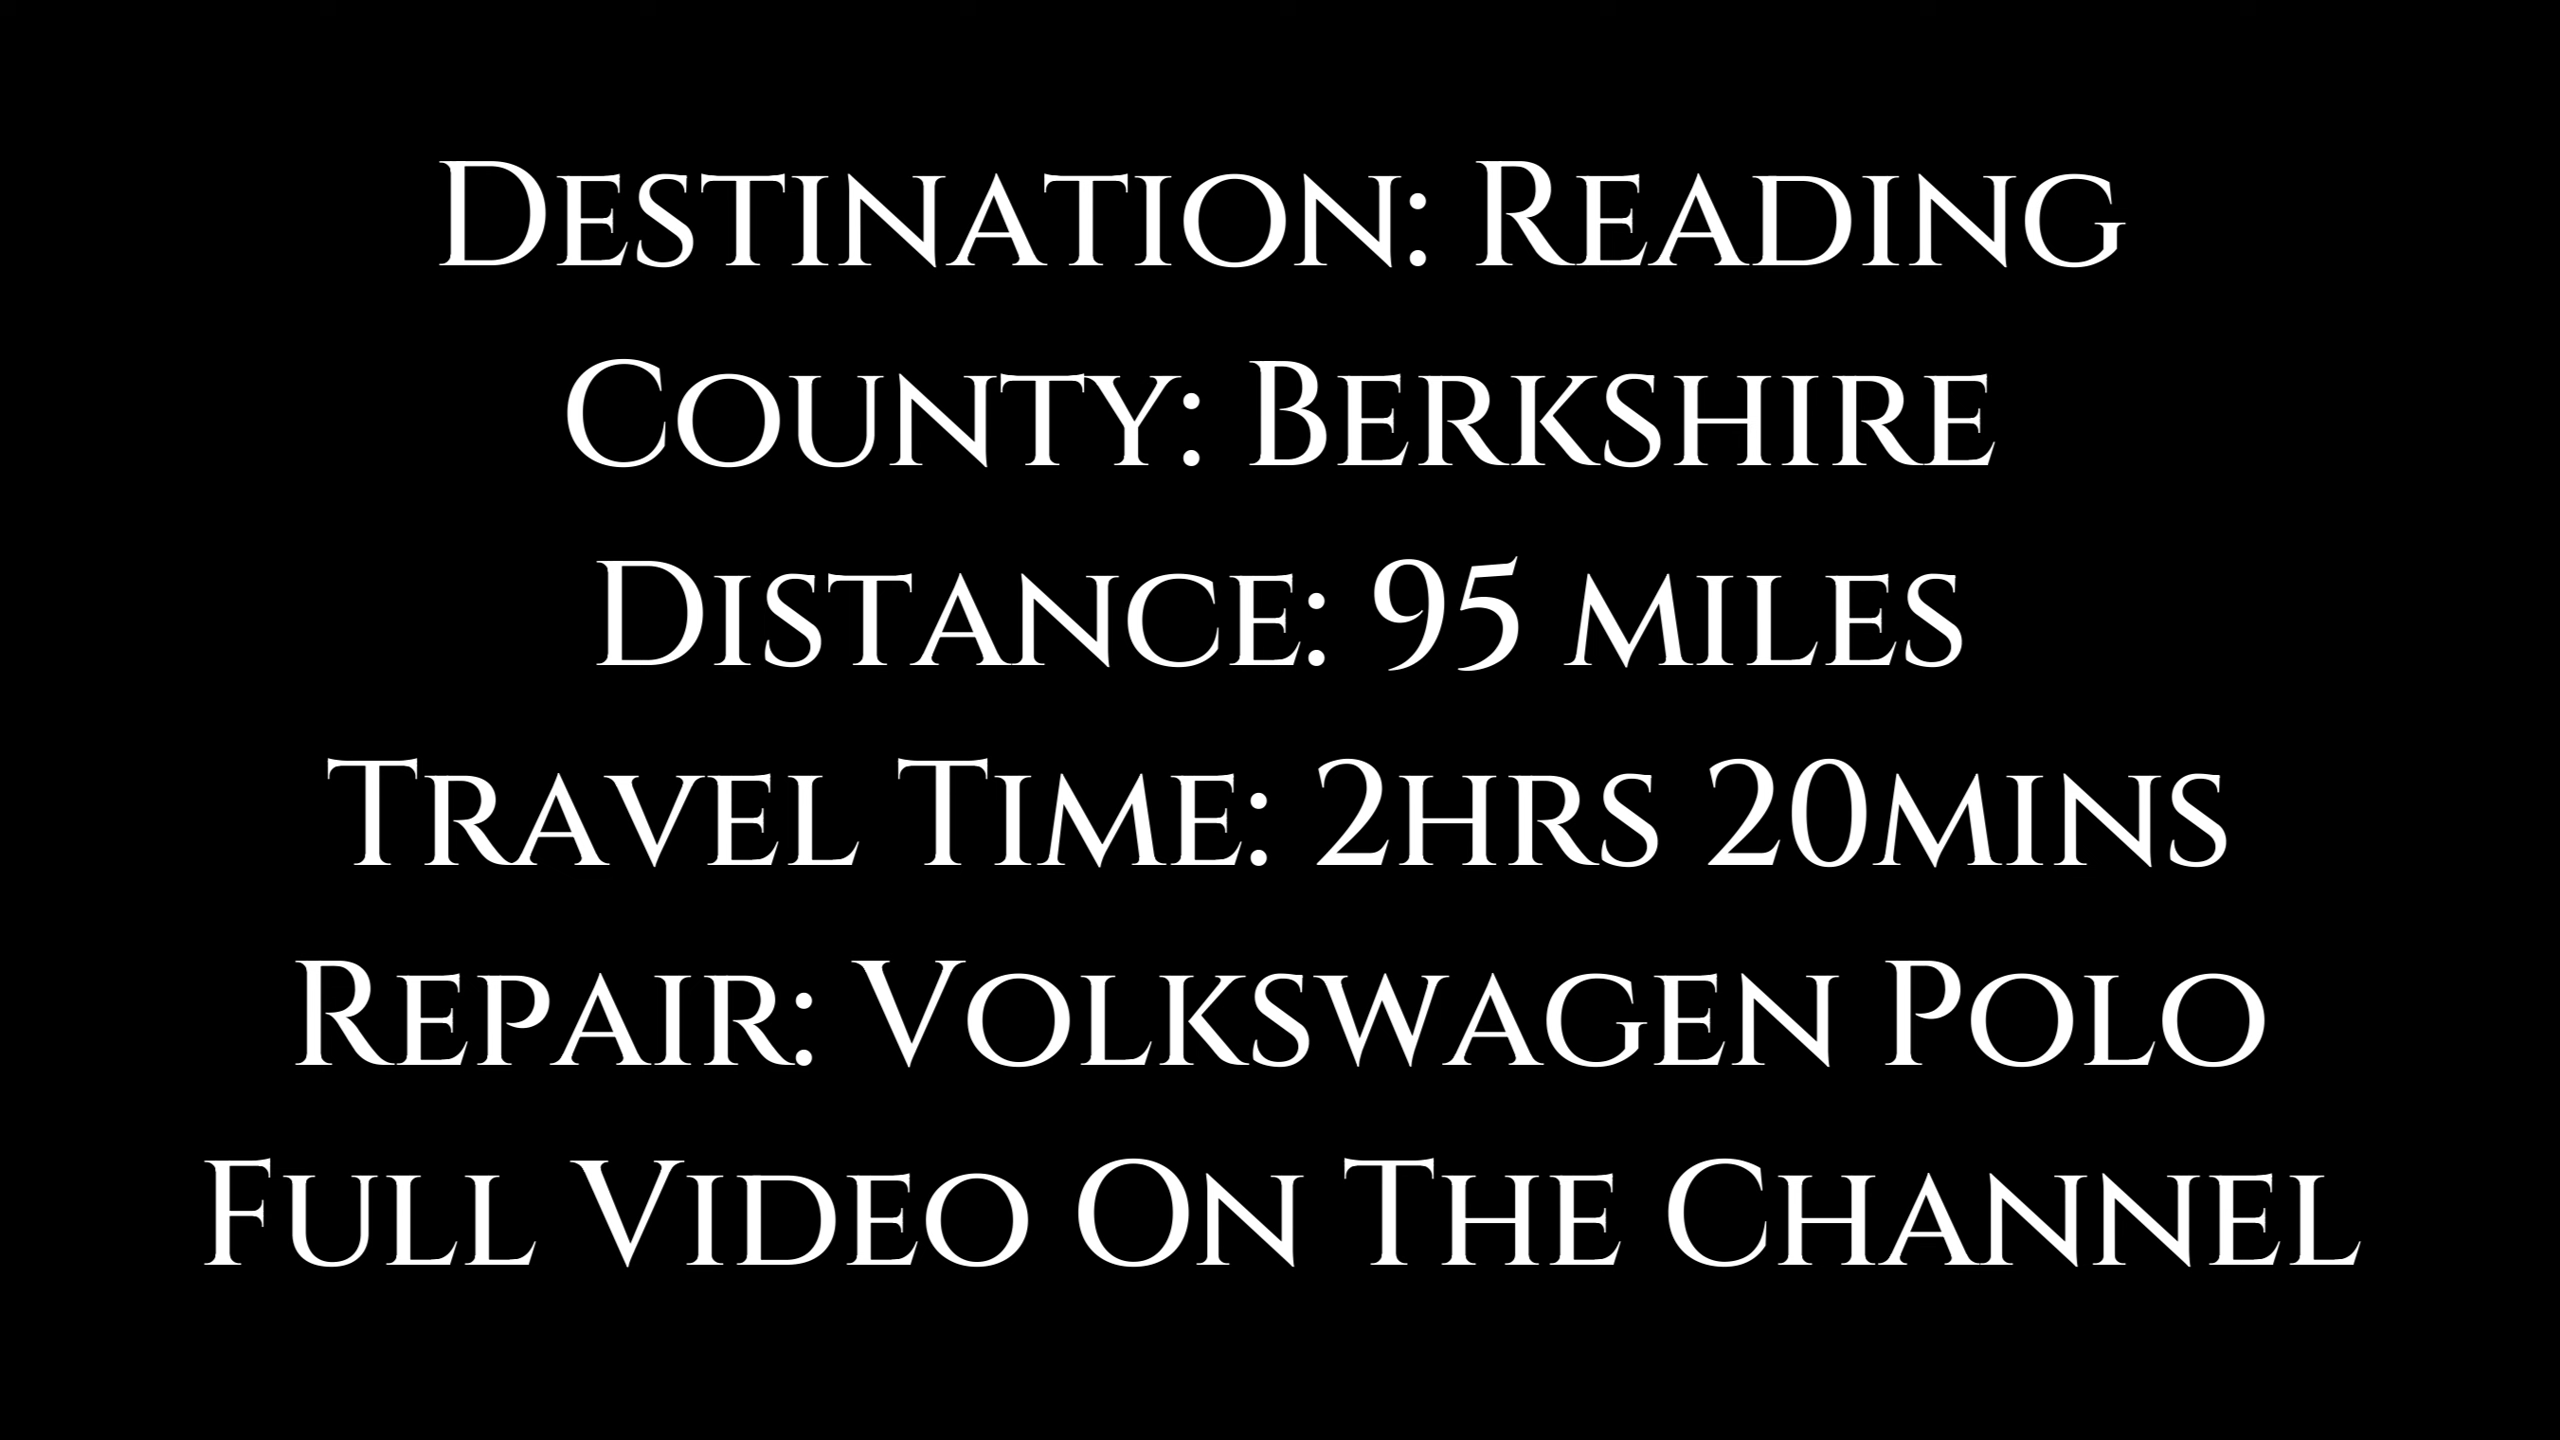 Destination: Reading
County: Berkshire
Distance: 95 miles
Travel Time: 2hrs 20mins
Repair: Volkswagen Polo
Full Video On The Channel